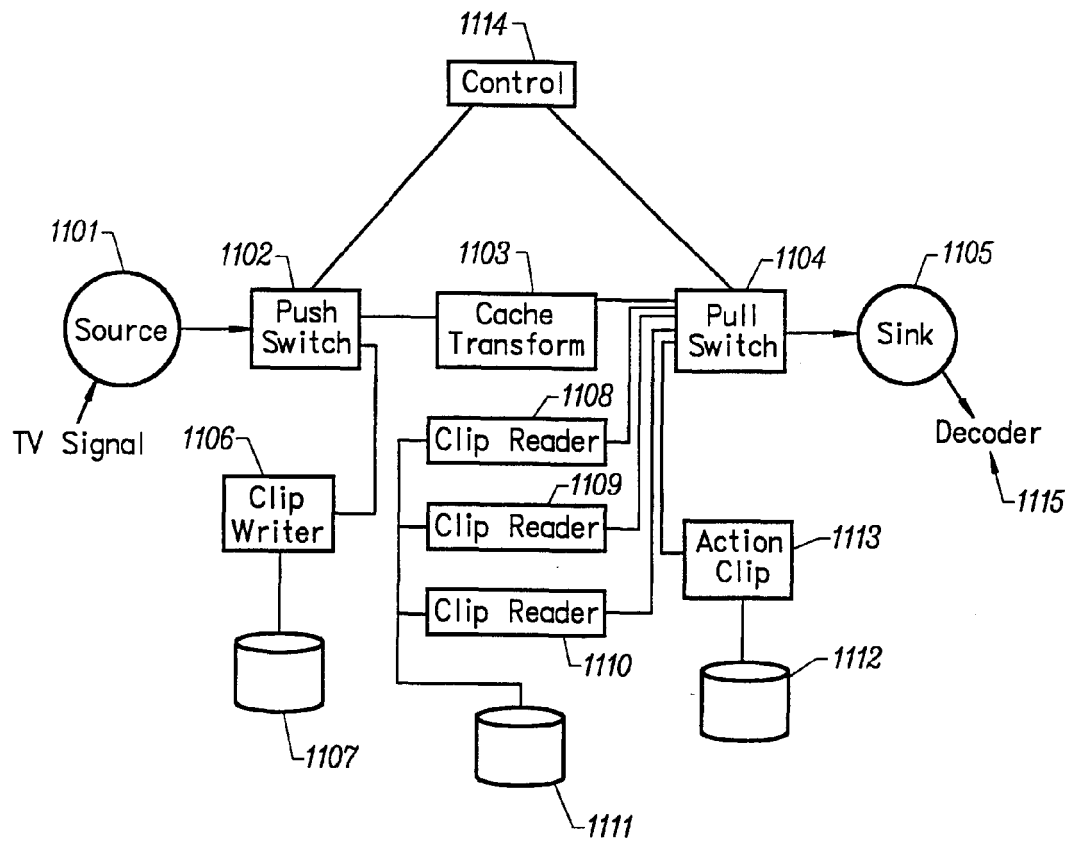 1114
Control
1101
1102
1103
1104
1105
Source
Push
Switch
Cache
Transform
Pull
Switch
Sink
TV Signal
1106
1108
Clip Reader
Decoder
1115
Clip
Writer
1109
Clip Reader
Action
Clip
1113
Clip Reader
1110
1107
1111
1112